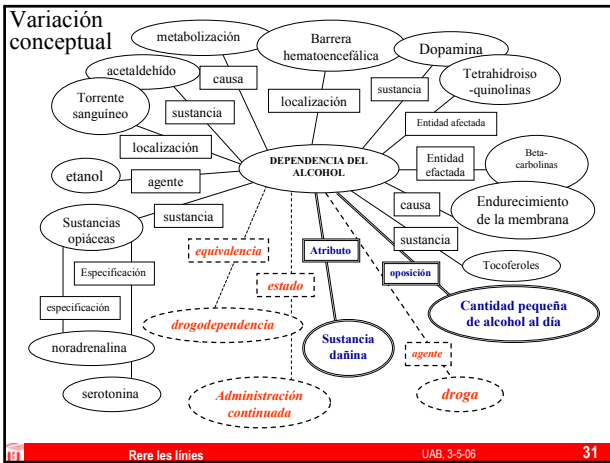 Variación
conceptual
metabolización
Barrera
hematoencefálica
Dopamina
acetaldehído
causa
Tetrahidroiso
-quinolinas
Torrente
sanguíneo
sustancia
localización
sustancia
Entidad afectada
localización
DEPENDENCIA DEL
ALCOHOL
Entidad
efactada
Beta-
carbolinas
etanol
agente
causa
Endurecimiento
de la membrana
Sustancias
opiáceas
sustancia
sustancia
Tocoferoles
equivalencia
Atributo
oposición
Especificación
estado
especificación
drogodependencia
Sustancia
dañina
Cantidad pequeña
de alcohol al día
noradrenalina
agente
serotonina
Administración
continuada
droga
Rere les línies
UAB, 3-5-06
31